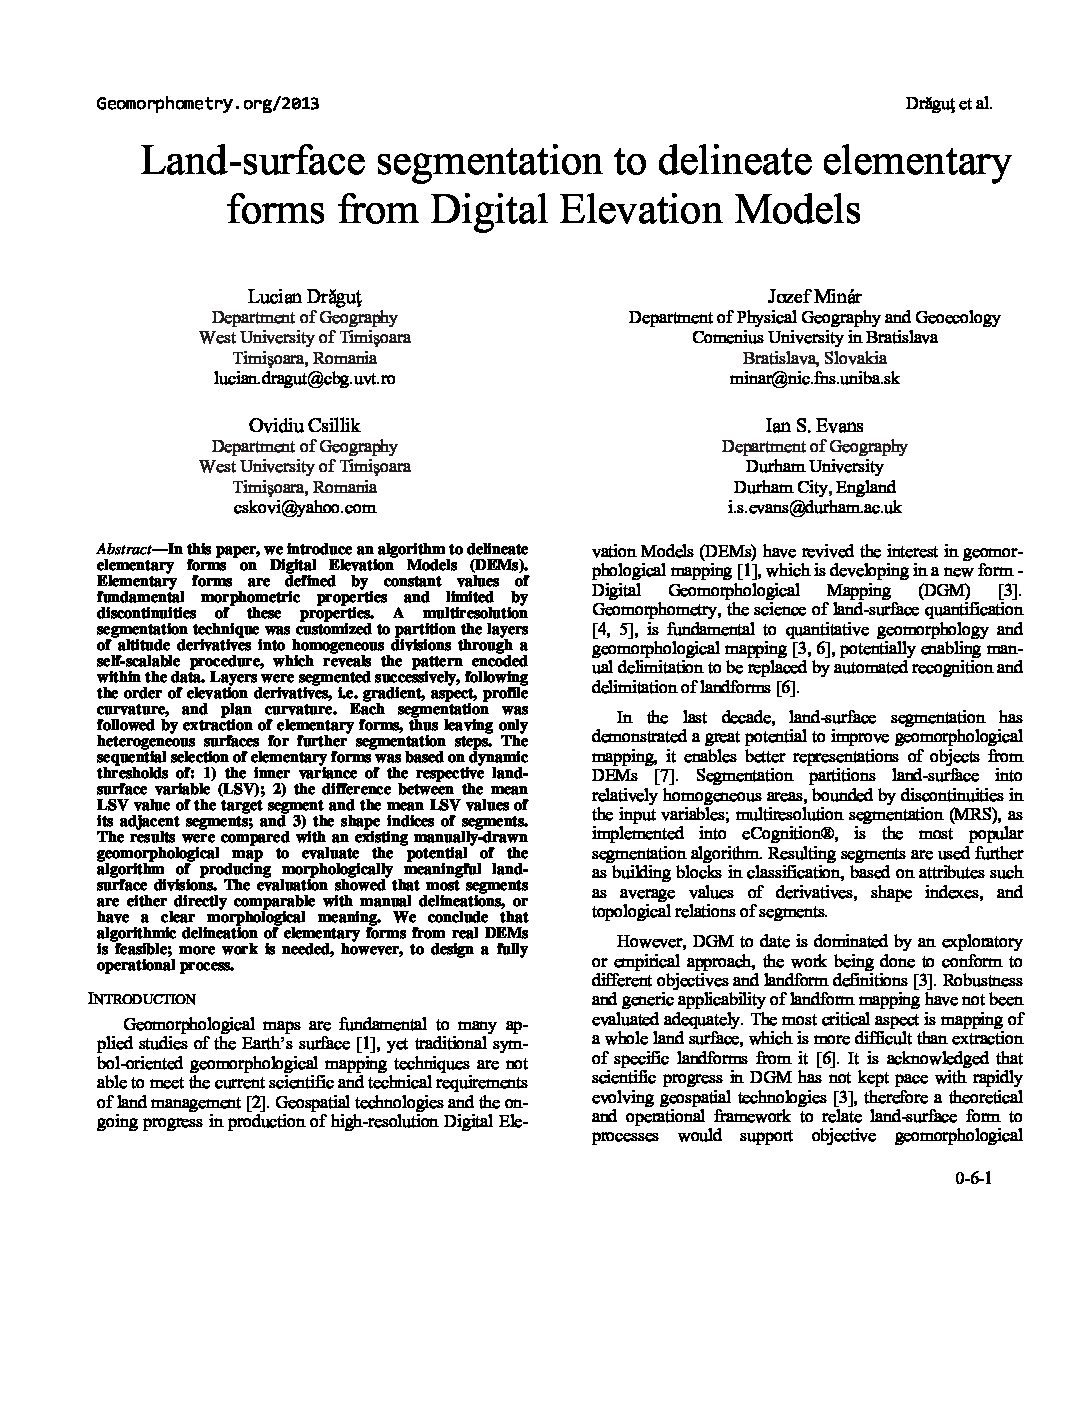 Geomorphometry.org/2013
Drăguţ et al.
Land-surface segmentation to delineate elementary
forms from Digital Elevation Models
Lucian Drăguţ
Department of Geography
West University of Timişoara
Timişoara, Romania
lucian.dragut@cbg.uvt.ro
Jozef Minár
Department of Physical Geography and Geoecology
Comenius University in Bratislava
Bratislava, Slovakia
minar@nic.fns.uniba.sk
Ovidiu Csillik
Department of Geography
West University of Timişoara
Timişoara, Romania
cskovi@yahoo.com
Ian S. Evans
Department of Geography
Durham University
Durham City, England
i.s.evans@durham.ac.uk
Abstract—In this paper, we introduce an algorithm to delineate
elementary forms on Digital Elevation Models (DEMs).
Elementary forms are defined by constant values of
fundamental morphometric properties and limited by
discontinuities of these properties. A multiresolution
segmentation technique was customized to partition the layers
of altitude derivatives into homogeneous divisions through a
self-scalable procedure, which reveals the pattern encoded
within the data. Layers were segmented successively, following
the order of elevation derivatives, i.e. gradient, aspect, profile
curvature, and plan curvature. Each segmentation was
followed by extraction of elementary forms, thus leaving only
heterogeneous surfaces for further segmentation steps. The
sequential selection of elementary forms was based on dynamic
thresholds of: 1) the inner variance of the respective land-
surface variable (LSV); 2) the difference between the mean
LSV value of the target segment and the mean LSV values of
its adjacent segments; and 3) the shape indices of segments.
The results were compared with an existing manually-drawn
geomorphological map to evaluate the potential of the
algorithm of producing morphologically meaningful land-
surface divisions. The evaluation showed that most segments
are either directly comparable with manual delineations, or
have a clear morphological meaning. We conclude that
algorithmic delineation of elementary forms from real DEMs
is feasible; more work is needed, however, to design a fully
operational process.
INTRODUCTION
Geomorphological maps are fundamental to many ap-
plied studies of the Earth's surface [1], yet traditional sym-
bol-oriented geomorphological mapping techniques are not
able to meet the current scientific and technical requirements
of land management [2]. Geospatial technologies and the on-
going progress in production of high-resolution Digital Ele-
vation Models (DEMs) have revived the interest in geomor-
phological mapping [1], which is developing in a new form -
Digital Geomorphological Mapping (DGM) [3].
Geomorphometry, the science of land-surface quantification
[4, 5], is fundamental to quantitative geomorphology and
geomorphological mapping [3, 6], potentially enabling man-
ual delimitation to be replaced by automated recognition and
delimitation of landforms [6].
In the last decade, land-surface segmentation has
demonstrated a great potential to improve geomorphological
mapping, it enables better representations of objects from
DEMs [7]. Segmentation partitions land-surface into
relatively homogeneous areas, bounded by discontinuities in
the input variables; multiresolution segmentation (MRS), as
implemented into eCognition®, is the most popular
segmentation algorithm. Resulting segments are used further
as building blocks in classification, based on attributes such
as average values of derivatives, shape indexes, and
topological relations of segments.
However, DGM to date is dominated by an exploratory
or empirical approach, the work being done to conform to
different objectives and landform definitions [3]. Robustness
and generic applicability of landform mapping have not been
evaluated adequately. The most critical aspect is mapping of
a whole land surface, which is more difficult than extraction
of specific landforms from it [6]. It is acknowledged that
scientific progress in DGM has not kept pace with rapidly
evolving geospatial technologies [3], therefore a theoretical
and operational framework to relate land-surface form to
processes would support objective geomorphological
0-6-1